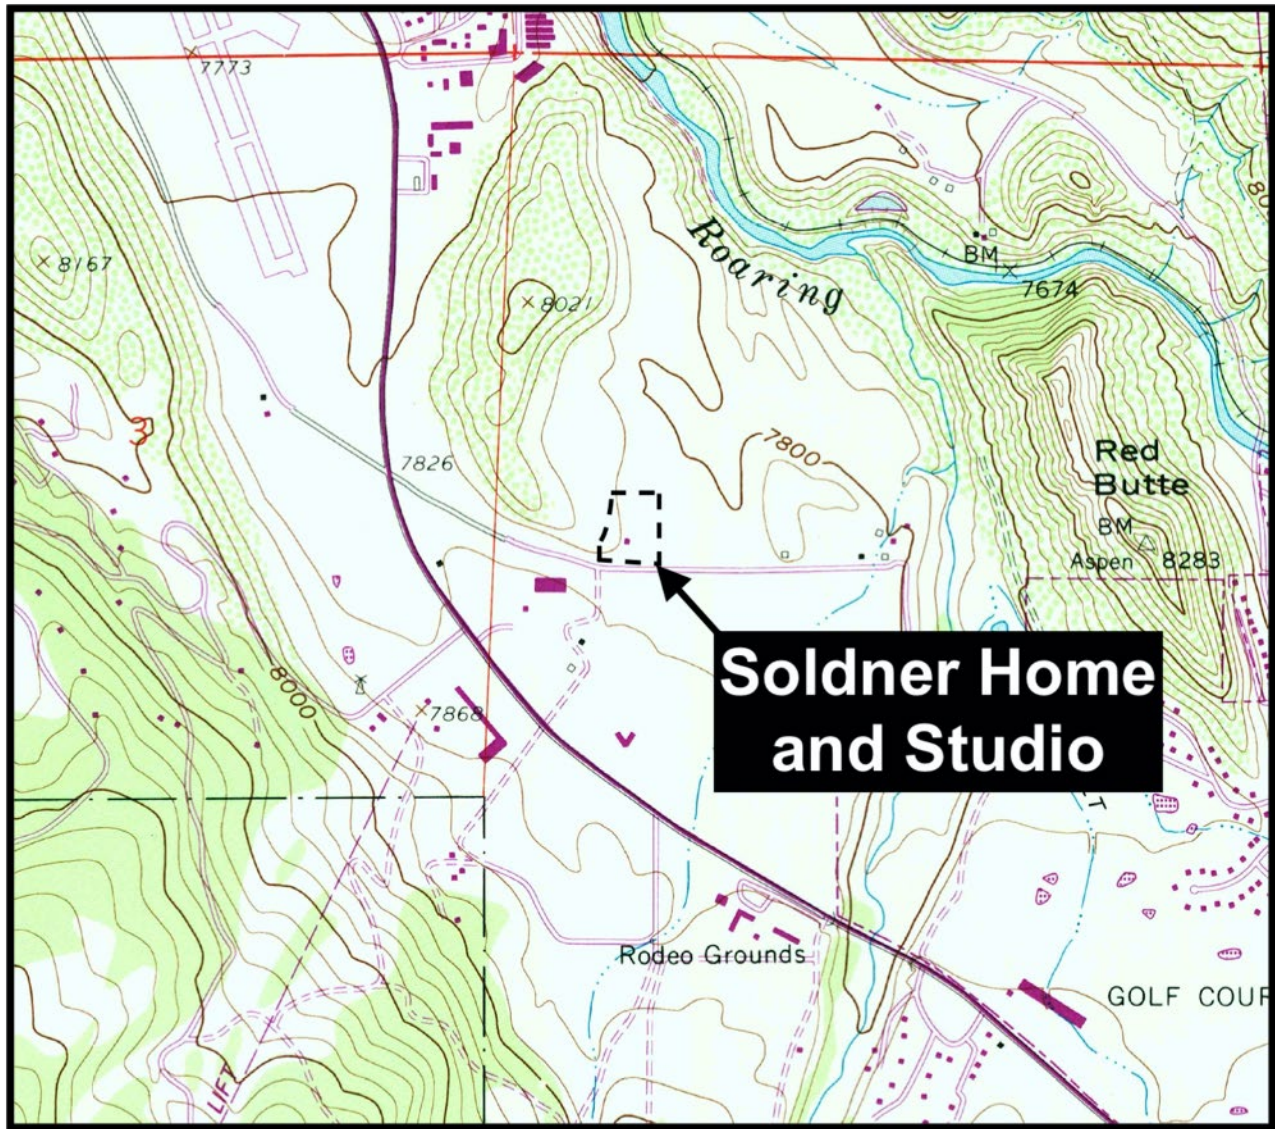 7773
8167
8021
Roaring
BM
7674
3
7826
7800
Red
Butte
BM
Aspen 8283
8000
7868
Soldner Home
and Studio
Rodeo Grounds
GOLF COUR
LIFT